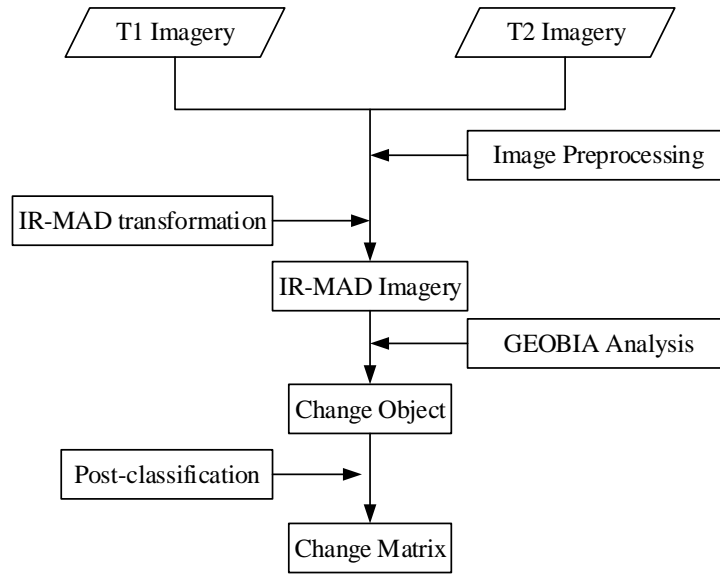 T1 Imagery
T2 Imagery
Image Preprocessing
IR-MAD transformation
IR-MAD Imagery
GEOBIA Analysis
Change Object
Post-classification
Change Matrix